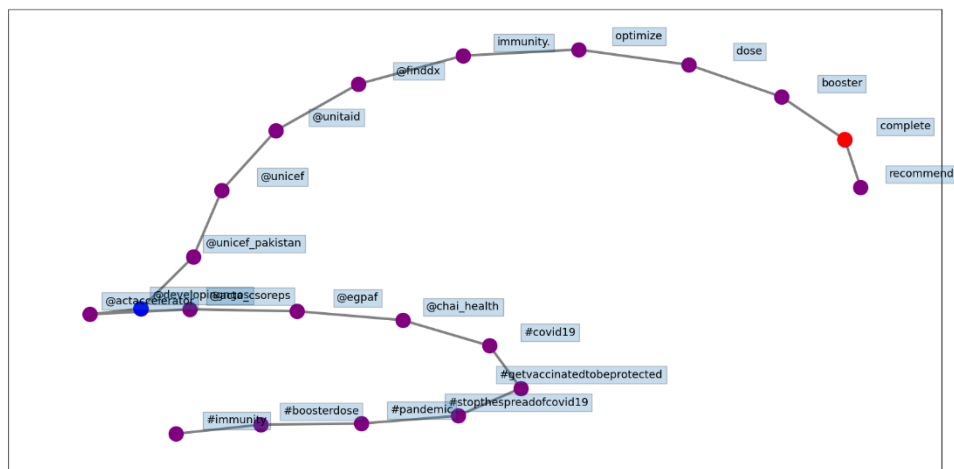 immunity.
optimize
dose
booster
complete
recommend
@finddx
@unitaid
@unicef
@unicef_pakistan
@actaccelerator
@acta_csoreps
@egpaf
@chai_health
#covid19
#getvaccinatedtobeprotected
#stopthespreadofcovid19
#pandemic
#boosterdose
#immunity